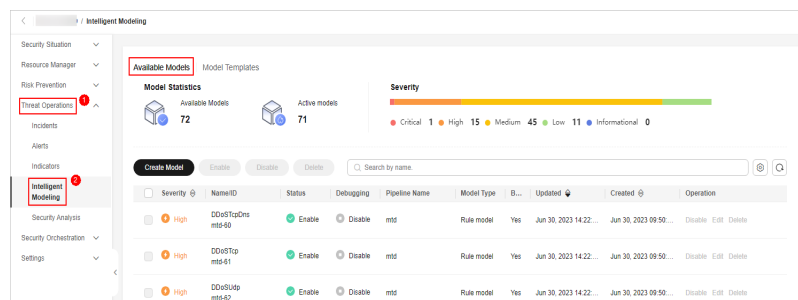 / Intelligent Modeling
Security Situation
Resource Manager
Risk Prevention
Threat Operations 1
Incidents
Alerts
Indicators
Intelligent
Modeling 2
Security Analysis
Security Orchestration
Settings
Available Models Model Templates
Model Statistics
Available Models
72
Active models
71
Severity
Critical 1 High 15 Medium 45 Low 11 Informational 0
Create Model Enable Disable Delete Search by name.
Severity Name/ID Status Debugging Pipeline Name Model Type B... Updated Created Operation
High DDoSTcpDns Enable Disable mtd Rule model Yes Jun 30, 2023 14:22:... Jun 30, 2023 09:50:... Disable Edit Delete
mtd-60
High DDoSTcp Enable Disable mtd Rule model Yes Jun 30, 2023 14:22:... Jun 30, 2023 09:50:... Disable Edit Delete
mtd-61
High DDoSUdp Enable Disable mtd Rule model Yes Jun 30, 2023 14:22:... Jun 30, 2023 09:50:... Disable Edit Delete
mtd-62